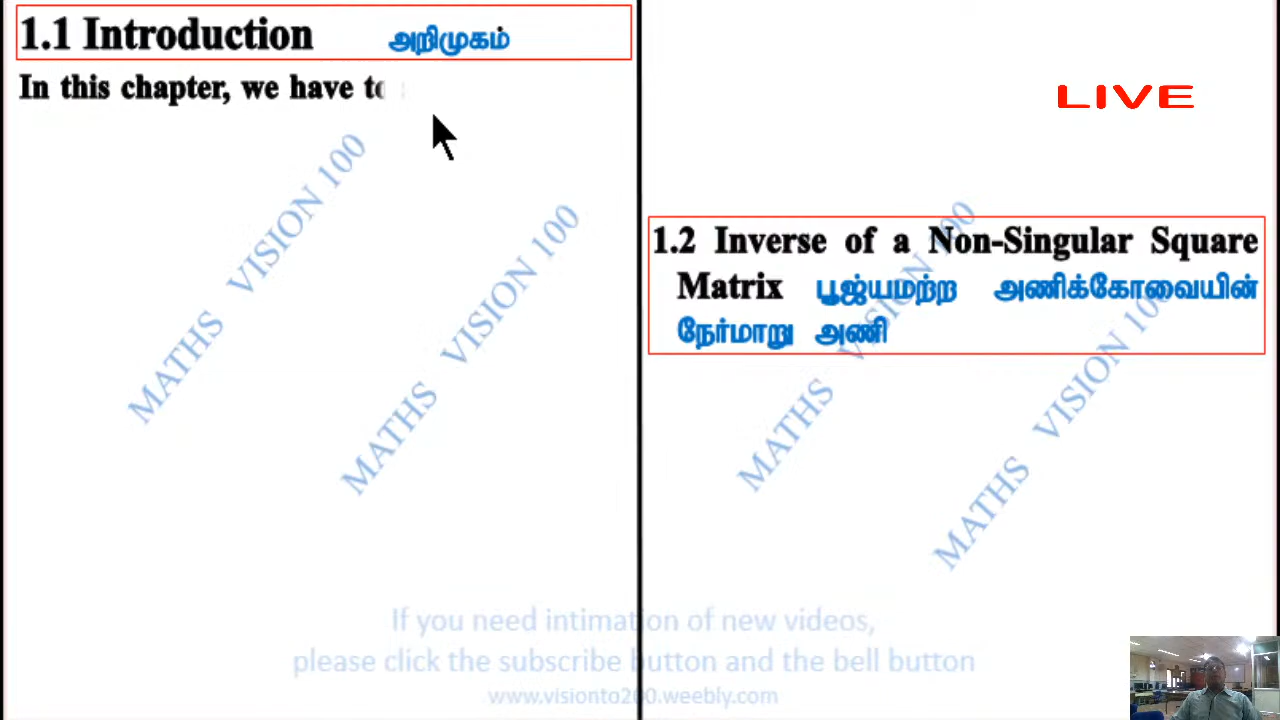 1.1 Introduction அறிமுகம்
In this chapter, we have to
LIVE
1.2 Inverse of a Non-Singular Square
Matrix பூஜ்யமற்ற அணிக்கோவையின்
நேர்மாறு அணி
MATHS VISION 100
MATHS VISION 100
MATHS VISION 100
MATHS VISION 100
If you need intimation of new videos,
please click the subscribe button and the bell button
www.visionto200.weebly.com